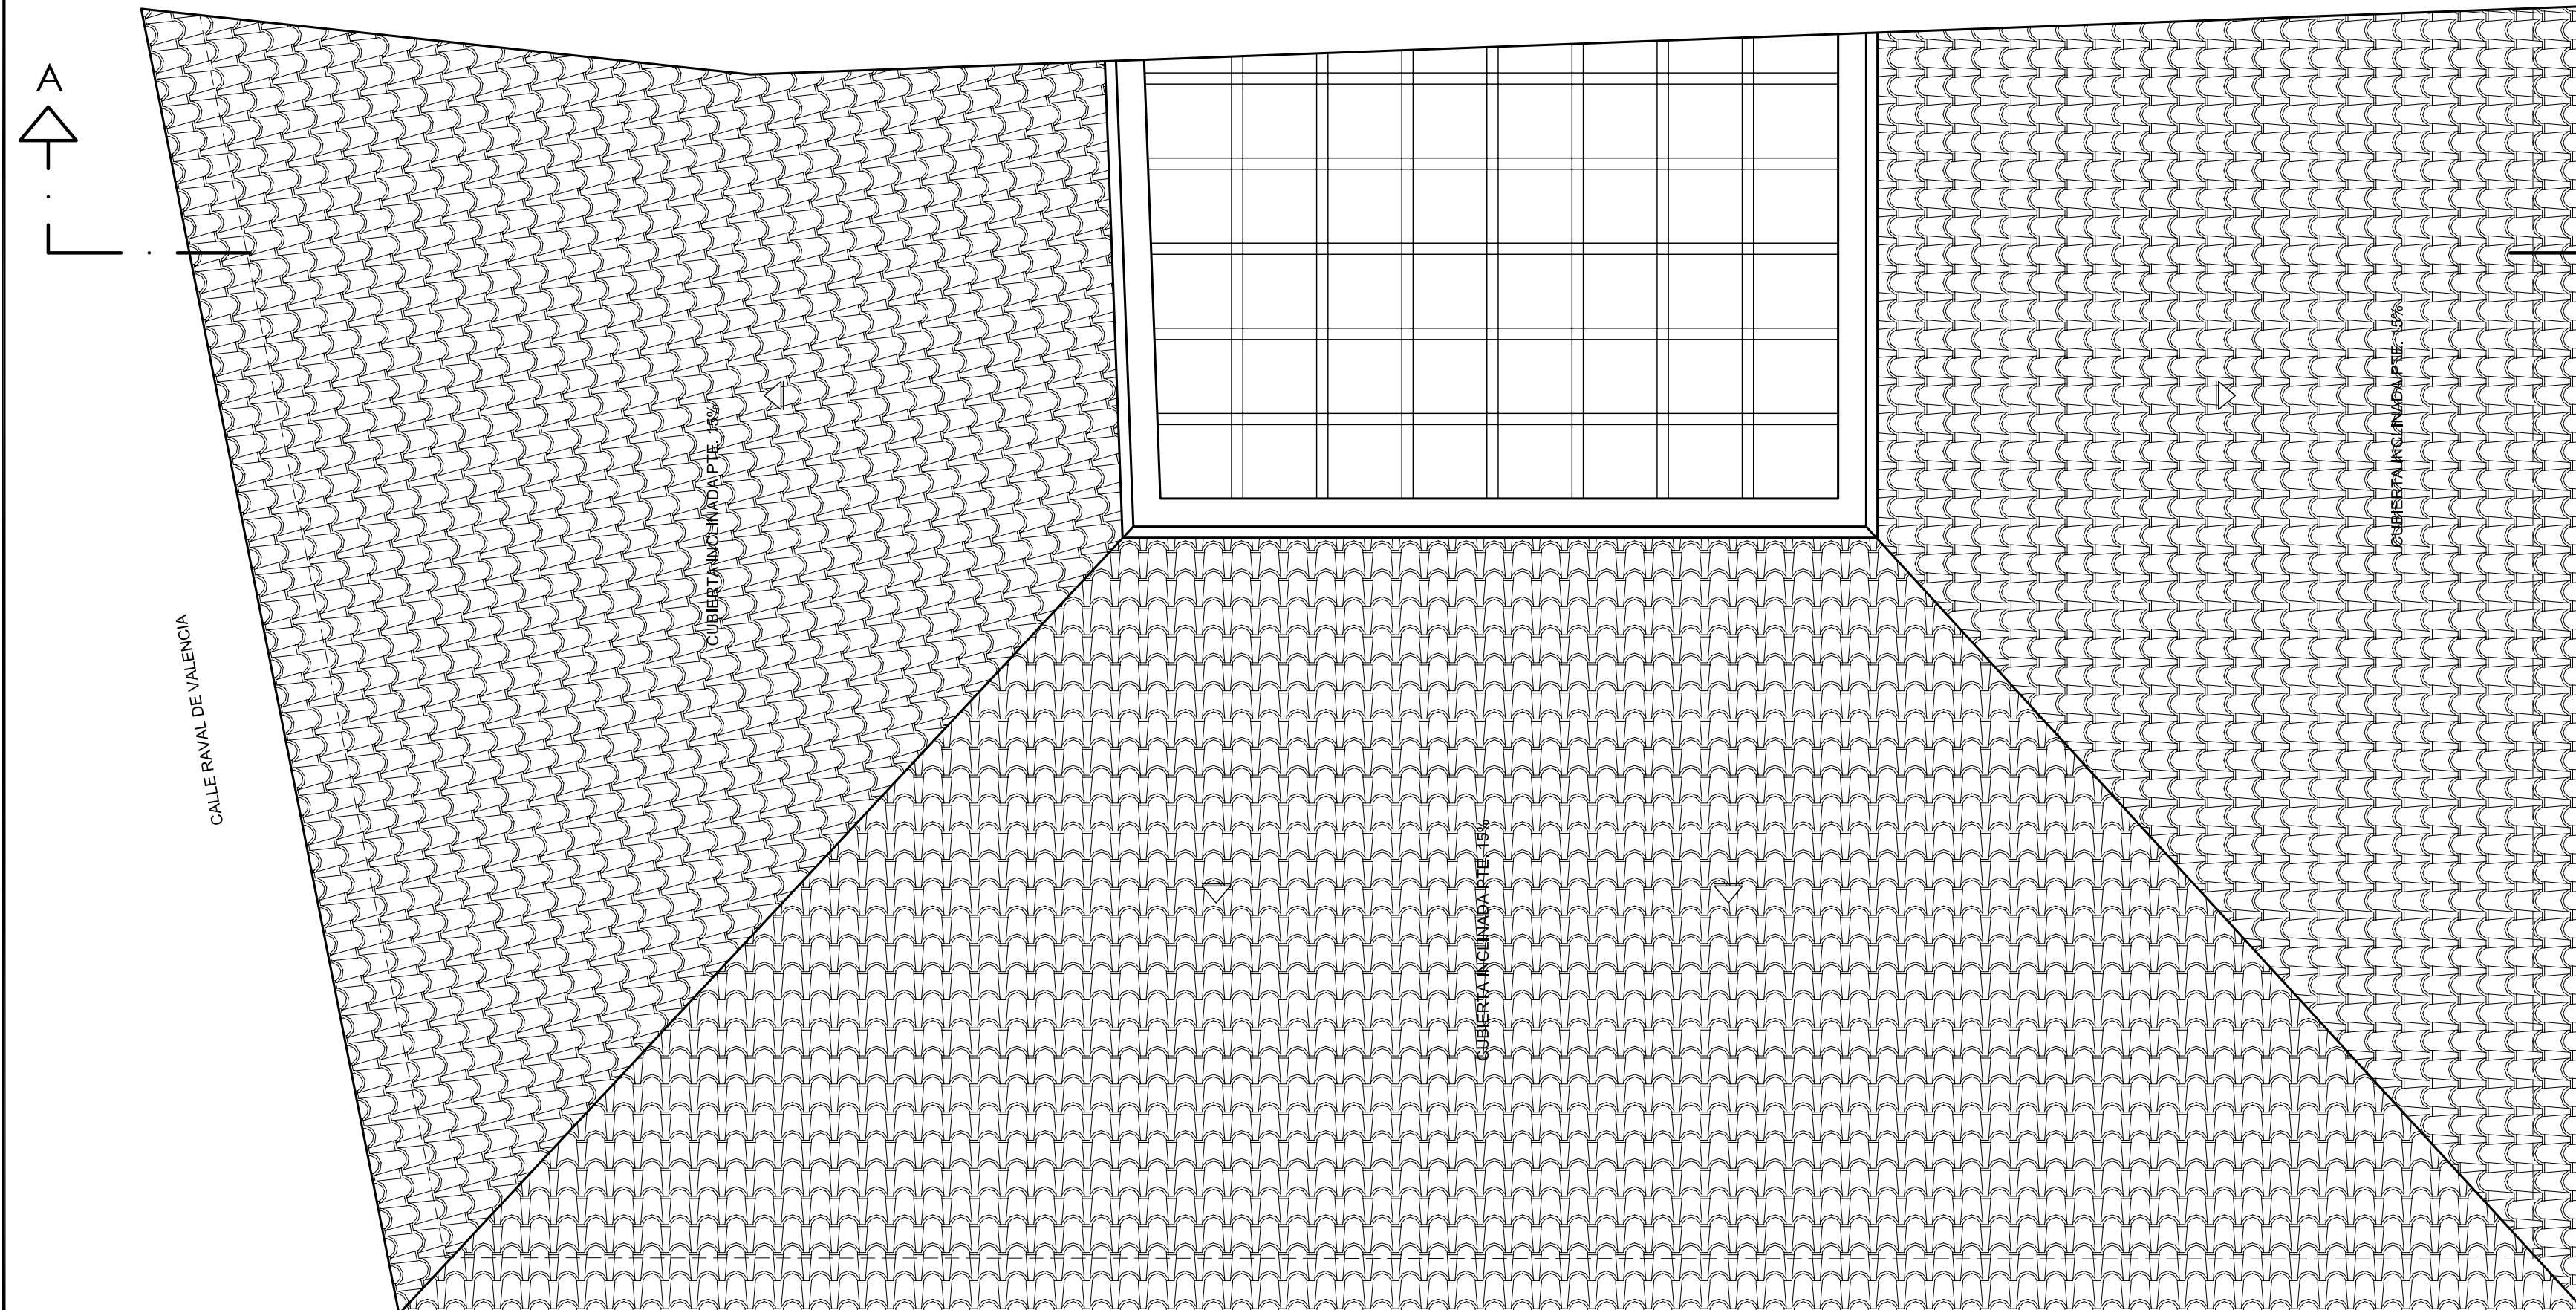 A
CUBIERTA INCLINADA PTE. 15%
CUBIERTA INCLINADA PTE. 15%
CALLE RAVAL DE VALENCIA
CUBIERTA INCLINADA PTE. 15%